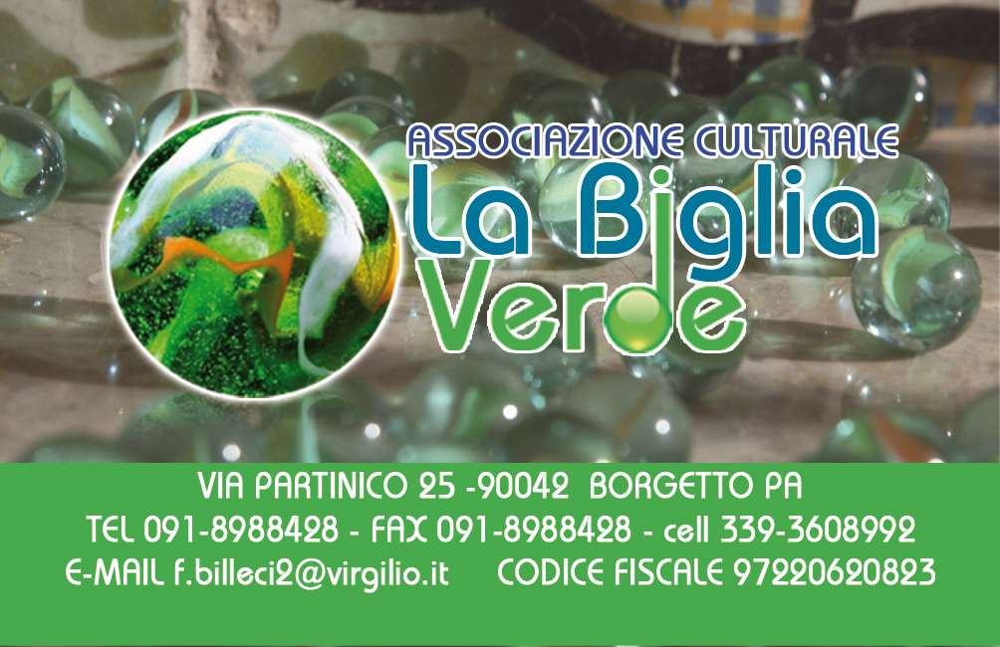 ASSOCIAZIONE CULTURALE
La Biglia
Verde
VIA PARTINICO 25 -90042 BORGETTO PA
TEL 091-8988428 - FAX 091-8988428 - cell 339-3608992
E-MAIL f.billeci2@virgilio.it CODICE FISCALE 97220620823